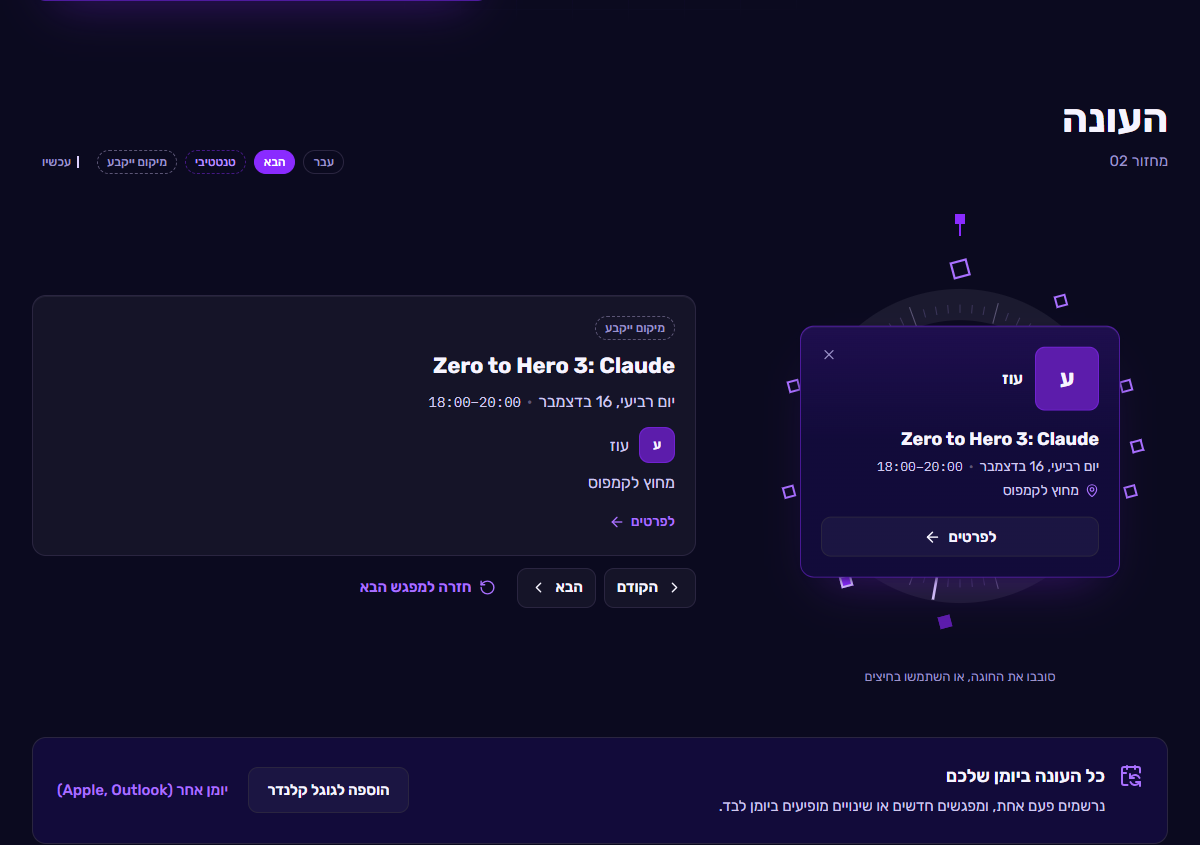 העונה
מחזור 02
עבר
הבא
טנטטיבי
מיקום ייקבע
עכשיו
ע
עוז
Zero to Hero 3: Claude
יום רביעי, 16 בדצמבר • 18:00–20:00
מחוץ לקמפוס
לפרטים ←
סובבו את החוגה, או השתמשו בחיצים
מיקום ייקבע
Zero to Hero 3: Claude
יום רביעי, 16 בדצמבר • 18:00–20:00
ע
עוז
מחוץ לקמפוס
לפרטים ←
הקודם
הבא
חזרה למפגש הבא
כל העונה ביומן שלכם
נרשמים פעם אחת, ומפגשים חדשים או שינויים מופיעים ביומן לבד.
הוספה לגוגל קלנדר
יומן אחר (Apple, Outlook)